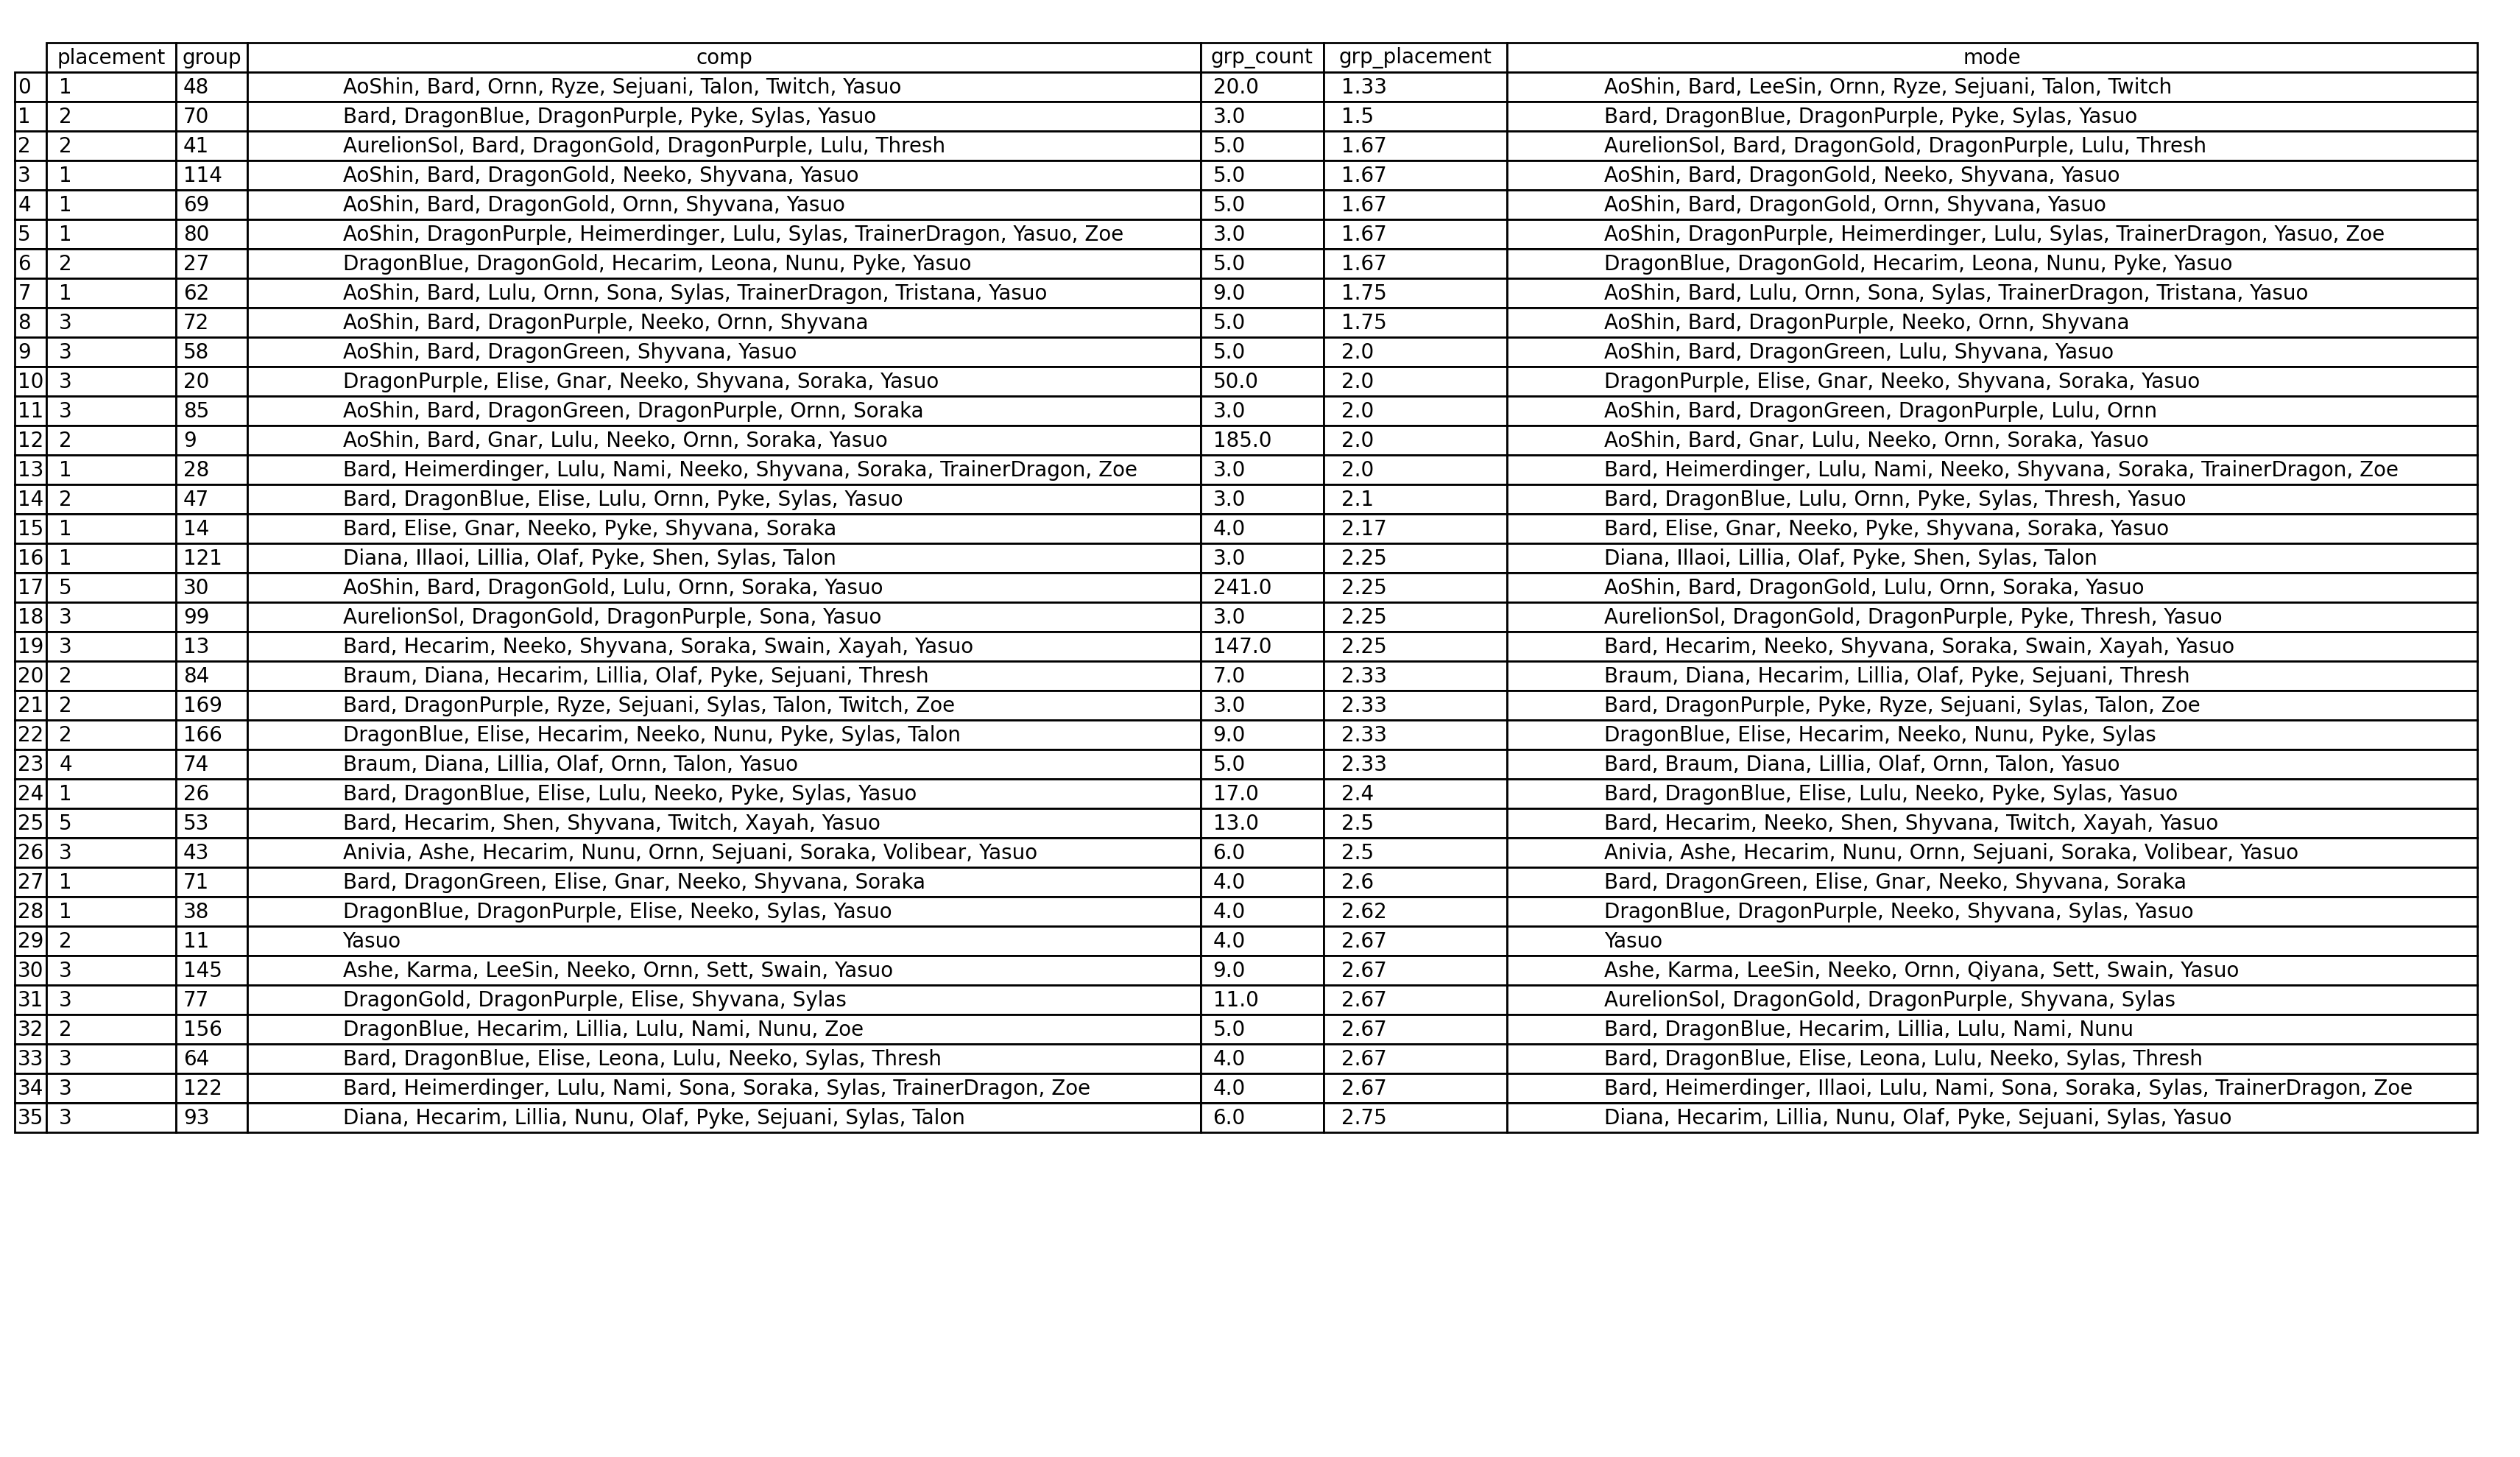 placement group comp grp_count grp_placement mode
0 1 48 AoShin, Bard, Ornn, Ryze, Sejuani, Talon, Twitch, Yasuo 20.0 1.33 AoShin, Bard, LeeSin, Ornn, Ryze, Sejuani, Talon, Twitch
1 2 70 Bard, DragonBlue, DragonPurple, Pyke, Sylas, Yasuo 3.0 1.5 Bard, DragonBlue, DragonPurple, Pyke, Sylas, Yasuo
2 2 41 AurelionSol, Bard, DragonGold, DragonPurple, Lulu, Thresh 5.0 1.67 AurelionSol, Bard, DragonGold, DragonPurple, Lulu, Thresh
3 1 114 AoShin, Bard, DragonGold, Neeko, Shyvana, Yasuo 5.0 1.67 AoShin, Bard, DragonGold, Neeko, Shyvana, Yasuo
4 1 69 AoShin, Bard, DragonGold, Ornn, Shyvana, Yasuo 5.0 1.67 AoShin, Bard, DragonGold, Ornn, Shyvana, Yasuo
5 1 80 AoShin, DragonPurple, Heimerdinger, Lulu, Sylas, TrainerDragon, Yasuo, Zoe 3.0 1.67 AoShin, DragonPurple, Heimerdinger, Lulu, Sylas, TrainerDragon, Yasuo, Zoe
6 2 27 DragonBlue, DragonGold, Hecarim, Leona, Nunu, Pyke, Yasuo 5.0 1.67 DragonBlue, DragonGold, Hecarim, Leona, Nunu, Pyke, Yasuo
7 1 62 AoShin, Bard, Lulu, Ornn, Sona, Sylas, TrainerDragon, Tristana, Yasuo 9.0 1.75 AoShin, Bard, Lulu, Ornn, Sona, Sylas, TrainerDragon, Tristana, Yasuo
8 3 72 AoShin, Bard, DragonPurple, Neeko, Ornn, Shyvana 5.0 1.75 AoShin, Bard, DragonPurple, Neeko, Ornn, Shyvana
9 3 58 AoShin, Bard, DragonGreen, Shyvana, Yasuo 5.0 2.0 AoShin, Bard, DragonGreen, Lulu, Shyvana, Yasuo
10 3 20 DragonPurple, Elise, Gnar, Neeko, Shyvana, Soraka, Yasuo 50.0 2.0 DragonPurple, Elise, Gnar, Neeko, Shyvana, Soraka, Yasuo
11 3 85 AoShin, Bard, DragonGreen, DragonPurple, Ornn, Soraka 3.0 2.0 AoShin, Bard, DragonGreen, DragonPurple, Lulu, Ornn
12 2 9 AoShin, Bard, Gnar, Lulu, Neeko, Ornn, Soraka, Yasuo 185.0 2.0 AoShin, Bard, Gnar, Lulu, Neeko, Ornn, Soraka, Yasuo
13 1 28 Bard, Heimerdinger, Lulu, Nami, Neeko, Shyvana, Soraka, TrainerDragon, Zoe 3.0 2.0 Bard, Heimerdinger, Lulu, Nami, Neeko, Shyvana, Soraka, TrainerDragon, Zoe
14 2 47 Bard, DragonBlue, Elise, Lulu, Ornn, Pyke, Sylas, Yasuo 3.0 2.1 Bard, DragonBlue, Lulu, Ornn, Pyke, Sylas, Thresh, Yasuo
15 1 14 Bard, Elise, Gnar, Neeko, Pyke, Shyvana, Soraka 4.0 2.17 Bard, Elise, Gnar, Neeko, Pyke, Shyvana, Soraka, Yasuo
16 1 121 Diana, Illaoi, Lillia, Olaf, Pyke, Shen, Sylas, Talon 3.0 2.25 Diana, Illaoi, Lillia, Olaf, Pyke, Shen, Sylas, Talon
17 5 30 AoShin, Bard, DragonGold, Lulu, Ornn, Soraka, Yasuo 241.0 2.25 AoShin, Bard, DragonGold, Lulu, Ornn, Soraka, Yasuo
18 3 99 AurelionSol, DragonGold, DragonPurple, Sona, Yasuo 3.0 2.25 AurelionSol, DragonGold, DragonPurple, Pyke, Thresh, Yasuo
19 3 13 Bard, Hecarim, Neeko, Shyvana, Soraka, Swain, Xayah, Yasuo 147.0 2.25 Bard, Hecarim, Neeko, Shyvana, Soraka, Swain, Xayah, Yasuo
20 2 84 Braum, Diana, Hecarim, Lillia, Olaf, Pyke, Sejuani, Thresh 7.0 2.33 Braum, Diana, Hecarim, Lillia, Olaf, Pyke, Sejuani, Thresh
21 2 169 Bard, DragonPurple, Ryze, Sejuani, Sylas, Talon, Twitch, Zoe 3.0 2.33 Bard, DragonPurple, Pyke, Ryze, Sejuani, Sylas, Talon, Zoe
22 2 166 DragonBlue, Elise, Hecarim, Neeko, Nunu, Pyke, Sylas, Talon 9.0 2.33 DragonBlue, Elise, Hecarim, Neeko, Nunu, Pyke, Sylas
23 4 74 Braum, Diana, Lillia, Olaf, Ornn, Talon, Yasuo 5.0 2.33 Bard, Braum, Diana, Lillia, Olaf, Ornn, Talon, Yasuo
24 1 26 Bard, DragonBlue, Elise, Lulu, Neeko, Pyke, Sylas, Yasuo 17.0 2.4 Bard, DragonBlue, Elise, Lulu, Neeko, Pyke, Sylas, Yasuo
25 5 53 Bard, Hecarim, Shen, Shyvana, Twitch, Xayah, Yasuo 13.0 2.5 Bard, Hecarim, Neeko, Shen, Shyvana, Twitch, Xayah, Yasuo
26 3 43 Anivia, Ashe, Hecarim, Nunu, Ornn, Sejuani, Soraka, Volibear, Yasuo 6.0 2.5 Anivia, Ashe, Hecarim, Nunu, Ornn, Sejuani, Soraka, Volibear, Yasuo
27 1 71 Bard, DragonGreen, Elise, Gnar, Neeko, Shyvana, Soraka 4.0 2.6 Bard, DragonGreen, Elise, Gnar, Neeko, Shyvana, Soraka
28 1 38 DragonBlue, DragonPurple, Elise, Neeko, Sylas, Yasuo 4.0 2.62 DragonBlue, DragonPurple, Neeko, Shyvana, Sylas, Yasuo
29 2 11 Yasuo 4.0 2.67 Yasuo
30 3 145 Ashe, Karma, LeeSin, Neeko, Ornn, Sett, Swain, Yasuo 9.0 2.67 Ashe, Karma, LeeSin, Neeko, Ornn, Qiyana, Sett, Swain, Yasuo
31 3 77 DragonGold, DragonPurple, Elise, Shyvana, Sylas 11.0 2.67 AurelionSol, DragonGold, DragonPurple, Shyvana, Sylas
32 2 156 DragonBlue, Hecarim, Lillia, Lulu, Nami, Nunu, Zoe 5.0 2.67 Bard, DragonBlue, Hecarim, Lillia, Lulu, Nami, Nunu
33 3 64 Bard, DragonBlue, Elise, Leona, Lulu, Neeko, Sylas, Thresh 4.0 2.67 Bard, DragonBlue, Elise, Leona, Lulu, Neeko, Sylas, Thresh
34 3 122 Bard, Heimerdinger, Lulu, Nami, Sona, Soraka, Sylas, TrainerDragon, Zoe 4.0 2.67 Bard, Heimerdinger, Illaoi, Lulu, Nami, Sona, Soraka, Sylas, TrainerDragon, Zoe
35 3 93 Diana, Hecarim, Lillia, Nunu, Olaf, Pyke, Sejuani, Sylas, Talon 6.0 2.75 Diana, Hecarim, Lillia, Nunu, Olaf, Pyke, Sejuani, Sylas, Yasuo